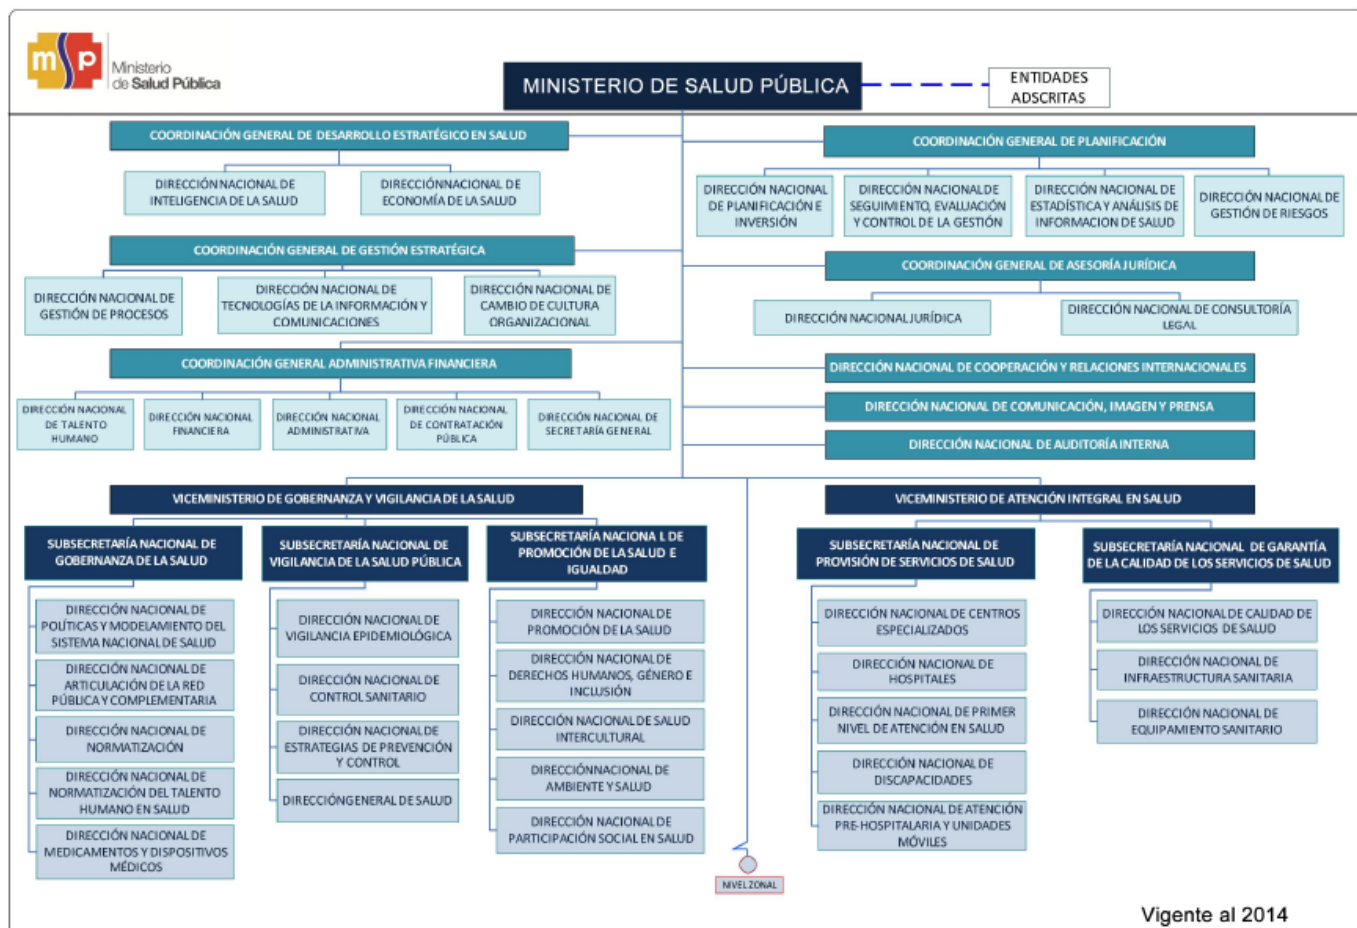 msp
Ministerio
de Salud Pública
MINISTERIO DE SALUD PÚBLICA
ENTIDADES
ADSCRITAS
COORDINACIÓN GENERAL DE DESARROLLO ESTRATÉGICO EN SALUD
DIRECCIÓNNACIONAL DE
INTELIGENCIA DE LA SALUD
DIRECCIÓNNACIONAL DE
ECONOMÍA DE LA SALUD
COORDINACIÓN GENERAL DE PLANIFICACIÓN
DIRECCIÓN NACIONAL
DE PLANIFICACIÓN E
INVERSIÓN
DIRECCIÓN NACIONAL DE
SEGUIMIENTO, EVALUACIÓN
Y CONTROL DE LA GESTIÓN
DIRECCIÓN NACIONAL DE
ESTADÍSTICA Y ANÁLISIS DE
INFORMACION DE SALUD
DIRECCIÓN NACIONAL DE
GESTIÓN DE RIESGOS
COORDINACIÓN GENERAL DE GESTIÓN ESTRATÉGICA
DIRECCIÓN NACIONAL DE
GESTIÓN DE PROCESOS
DIRECCIÓN NACIONAL DE
TECNOLOGÍAS DE LA INFORMACIÓN Y
COMUNICACIONES
DIRECCIÓN NACIONAL DE
CAMBIO DE CULTURA
ORGANIZACIONAL
COORDINACIÓN GENERAL DE ASESORÍA JURÍDICA
DIRECCIÓN NACIONAL JURÍDICA
DIRECCIÓN NACIONAL DE CONSULTORÍA
LEGAL
COORDINACIÓN GENERAL ADMINISTRATIVA FINANCIERA
DIRECCIÓN NACIONAL
DE TALENTO
HUMANO
DIRECCIÓN NACIONAL
FINANCIERA
DIRECCIÓN NACIONAL
ADMINISTRATIVA
DIRECCIÓN NACIONAL
DE CONTRATACIÓN
PÚBLICA
DIRECCIÓN NACIONAL DE
SECRETARÍA GENERAL
DIRECCIÓN NACIONAL DE COOPERACIÓN Y RELACIONES INTERNACIONALES
DIRECCIÓN NACIONAL DE COMUNICACIÓN, IMAGEN Y PRENSA
DIRECCIÓN NACIONAL DE AUDITORÍA INTERNA
VICEMINISTERIO DE GOBERNANZA Y VIGILANCIA DE LA SALUD
SUBSECRETARÍA NACIONAL DE
GOBERNANZA DE LA SALUD
DIRECCIÓN NACIONAL DE
POLÍTICAS Y MODELAMIENTO DEL
SISTEMA NACIONAL DE SALUD
DIRECCIÓN NACIONAL DE
ARTICULACIÓN DE LA RED
PÚBLICA Y COMPLEMENTARIA
DIRECCIÓN NACIONAL DE
NORMATIZACIÓN
DIRECCIÓN NACIONAL DE
NORMATIZACIÓN DEL TALENTO
HUMANO EN SALUD
DIRECCIÓN NACIONAL DE
MEDICAMENTOS Y DISPOSITIVOS
MÉDICOS
SUBSECRETARÍA NACIONAL DE
VIGILANCIA DE LA SALUD PÚBLICA
DIRECCIÓN NACIONAL DE
VIGILANCIA EPIDEMIOLÓGICA
DIRECCIÓN NACIONAL DE
CONTROL SANITARIO
DIRECCIÓN NACIONAL DE
ESTRATEGIAS DE PREVENCIÓN
Y CONTROL
DIRECCIÓNGENERAL DE SALUD
SUBSECRETARÍA NACIONA L DE
PROMOCIÓN DE LA SALUD E
IGUALDAD
DIRECCIÓN NACIONAL DE
PROMOCIÓN DE LA SALUD
DIRECCIÓN NACIONAL DE
DERECHOS HUMANOS, GÉNERO E
INCLUSIÓN
DIRECCIÓN NACIONAL DE SALUD
INTERCULTURAL
DIRECCIÓNNACIONAL DE
AMBIENTE Y SALUD
DIRECCIÓN NACIONAL DE
PARTICIPACIÓN SOCIAL EN SALUD
VICEMINISTERIO DE ATENCIÓN INTEGRAL EN SALUD
SUBSECRETARÍA NACIONAL DE
PROVISIÓN DE SERVICIOS DE SALUD
DIRECCIÓN NACIONAL DE CENTROS
ESPECIALIZADOS
DIRECCIÓN NACIONAL DE
HOSPITALES
DIRECCIÓN NACIONAL DE PRIMER
NIVEL DE ATENCIÓN EN SALUD
DIRECCIÓN NACIONAL DE
DISCAPACIDADES
DIRECCIÓN NACIONAL DE ATENCIÓN
PRE-HOSPITALARIA Y UNIDADES
MÓVILES
SUBSECRETARÍA NACIONAL DE GARANTÍA
DE LA CALIDAD DE LOS SERVICIOS DE SALUD
DIRECCIÓN NACIONAL DE CALIDAD DE
LOS SERVICIOS DE SALUD
DIRECCIÓN NACIONAL DE
INFRAESTRUCTURA SANITARIA
DIRECCIÓN NACIONAL DE
EQUIPAMIENTO SANITARIO
NIVEL ZONAL
Vigente al 2014